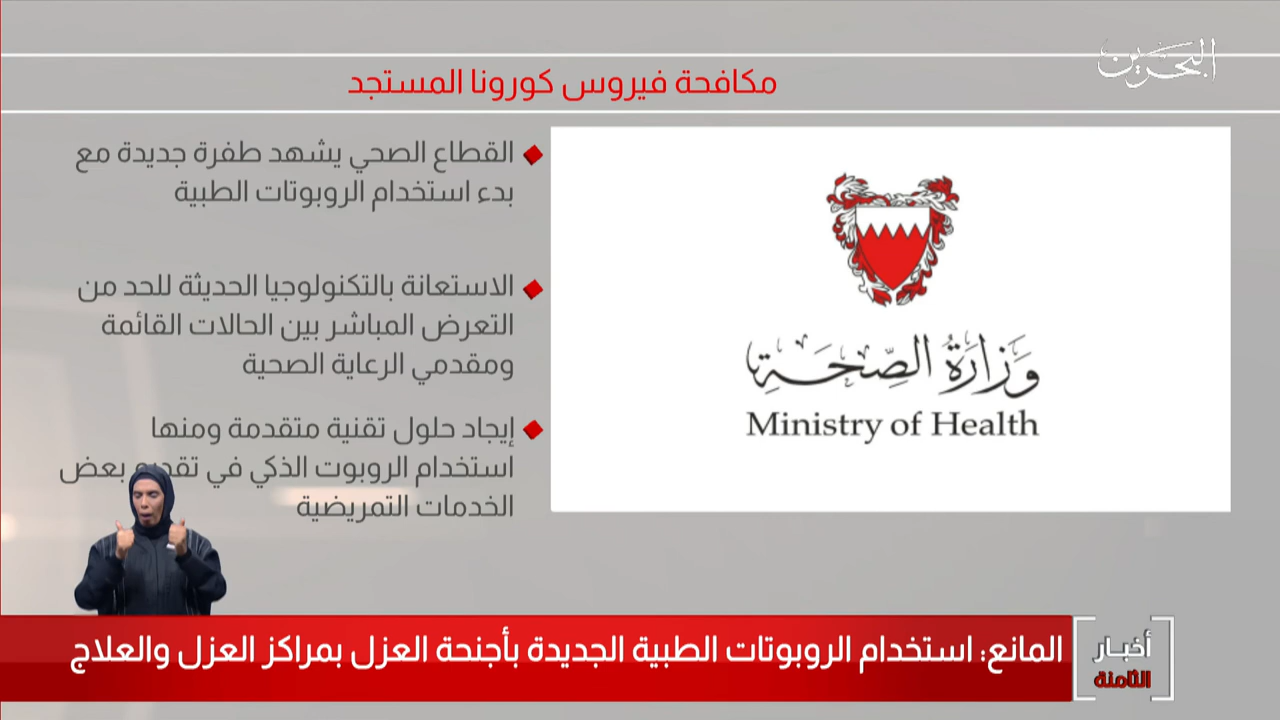 البحرين
مكافحة فيروس كورونا المستجد
القطاع الصحي يشهد طفرة جديدة مع
بدء استخدام الروبوتات الطبية
الاستعانة بالتكنولوجيا الحديثة للحد من
التعرض المباشر بين الحالات القائمة
ومقدمي الرعاية الصحية
إيجاد حلول تقنية متقدمة ومنها
استخدام الروبوت الذكي في تقديم بعض
الخدمات التمريضية
وزارة الصحة
Ministry of Health
أخبار
الثامنة
المانع: استخدام الروبوتات الطبية الجديدة بأجنحة العزل بمراكز العزل والعلاج